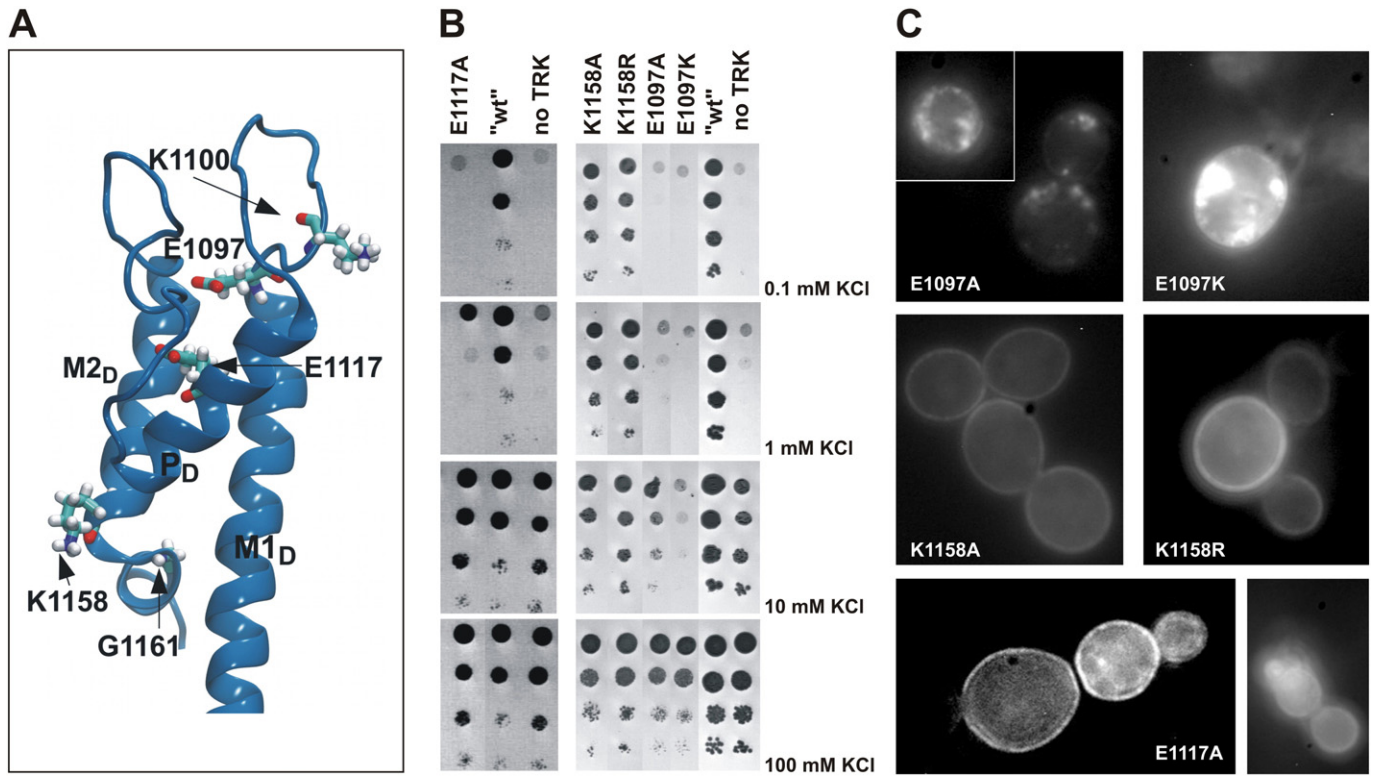 A
K1100
E1097
M2D
E1117
PD
M1D
K1158
G1161
B
E1117A
"wt"
no TRK
K1158A
K1158R
E1097A
E1097K
"wt"
no TRK
0.1 mM KCl
1 mM KCl
10 mM KCl
100 mM KCl
C
E1097A
E1097K
K1158A
K1158R
E1117A